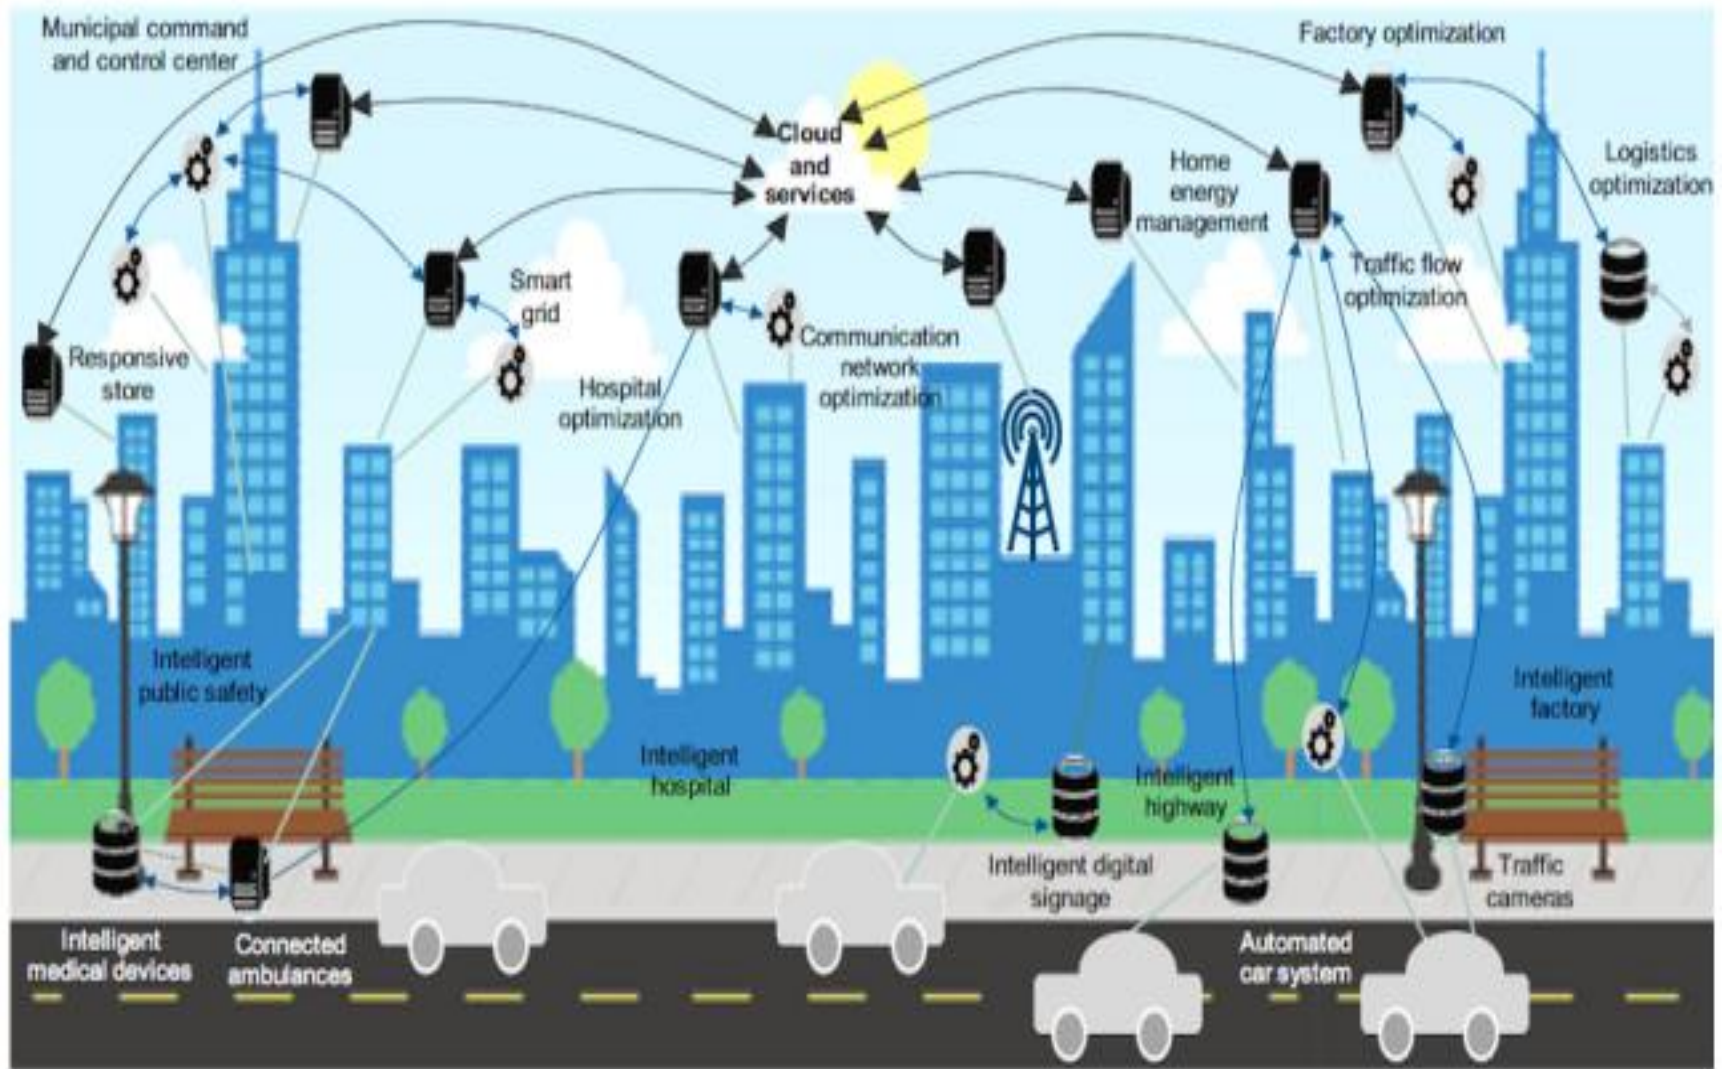 Municipal command
and control center
Factory optimization
Cloud
and
services
Home
energy
management
Logistics
optimization
Smart
grid
Traffic flow
optimization
Responsive
store
Hospital
optimization
Communication
network
optimization
Intelligent
public safety
Intelligent
hospital
Intelligent
factory
Intelligent
highway
Intelligent digital
signage
Traffic
cameras
Intelligent
medical devices
Connected
ambulances
Automated
car system